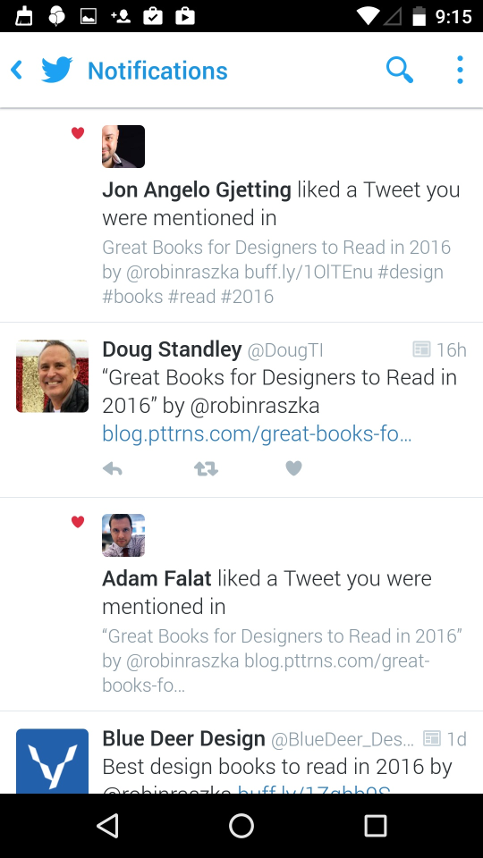 9:15
Notifications
Jon Angelo Gjetting liked a Tweet you
were mentioned in
Great Books for Designers to Read in 2016
by @robinraszka buff.ly/1OlTEnu #design
#books #read #2016
Doug Standley @DougTI 16h
“Great Books for Designers to Read in
2016” by @robinraszka
blog.pttrns.com/great-books-fo...
Adam Falat liked a Tweet you were
mentioned in
“Great Books for Designers to Read in 2016”
by @robinraszka blog.pttrns.com/great-
books-fo...
Blue Deer Design @BlueDeer_Des... 1d
Best design books to read in 2016 by
@robinraszka